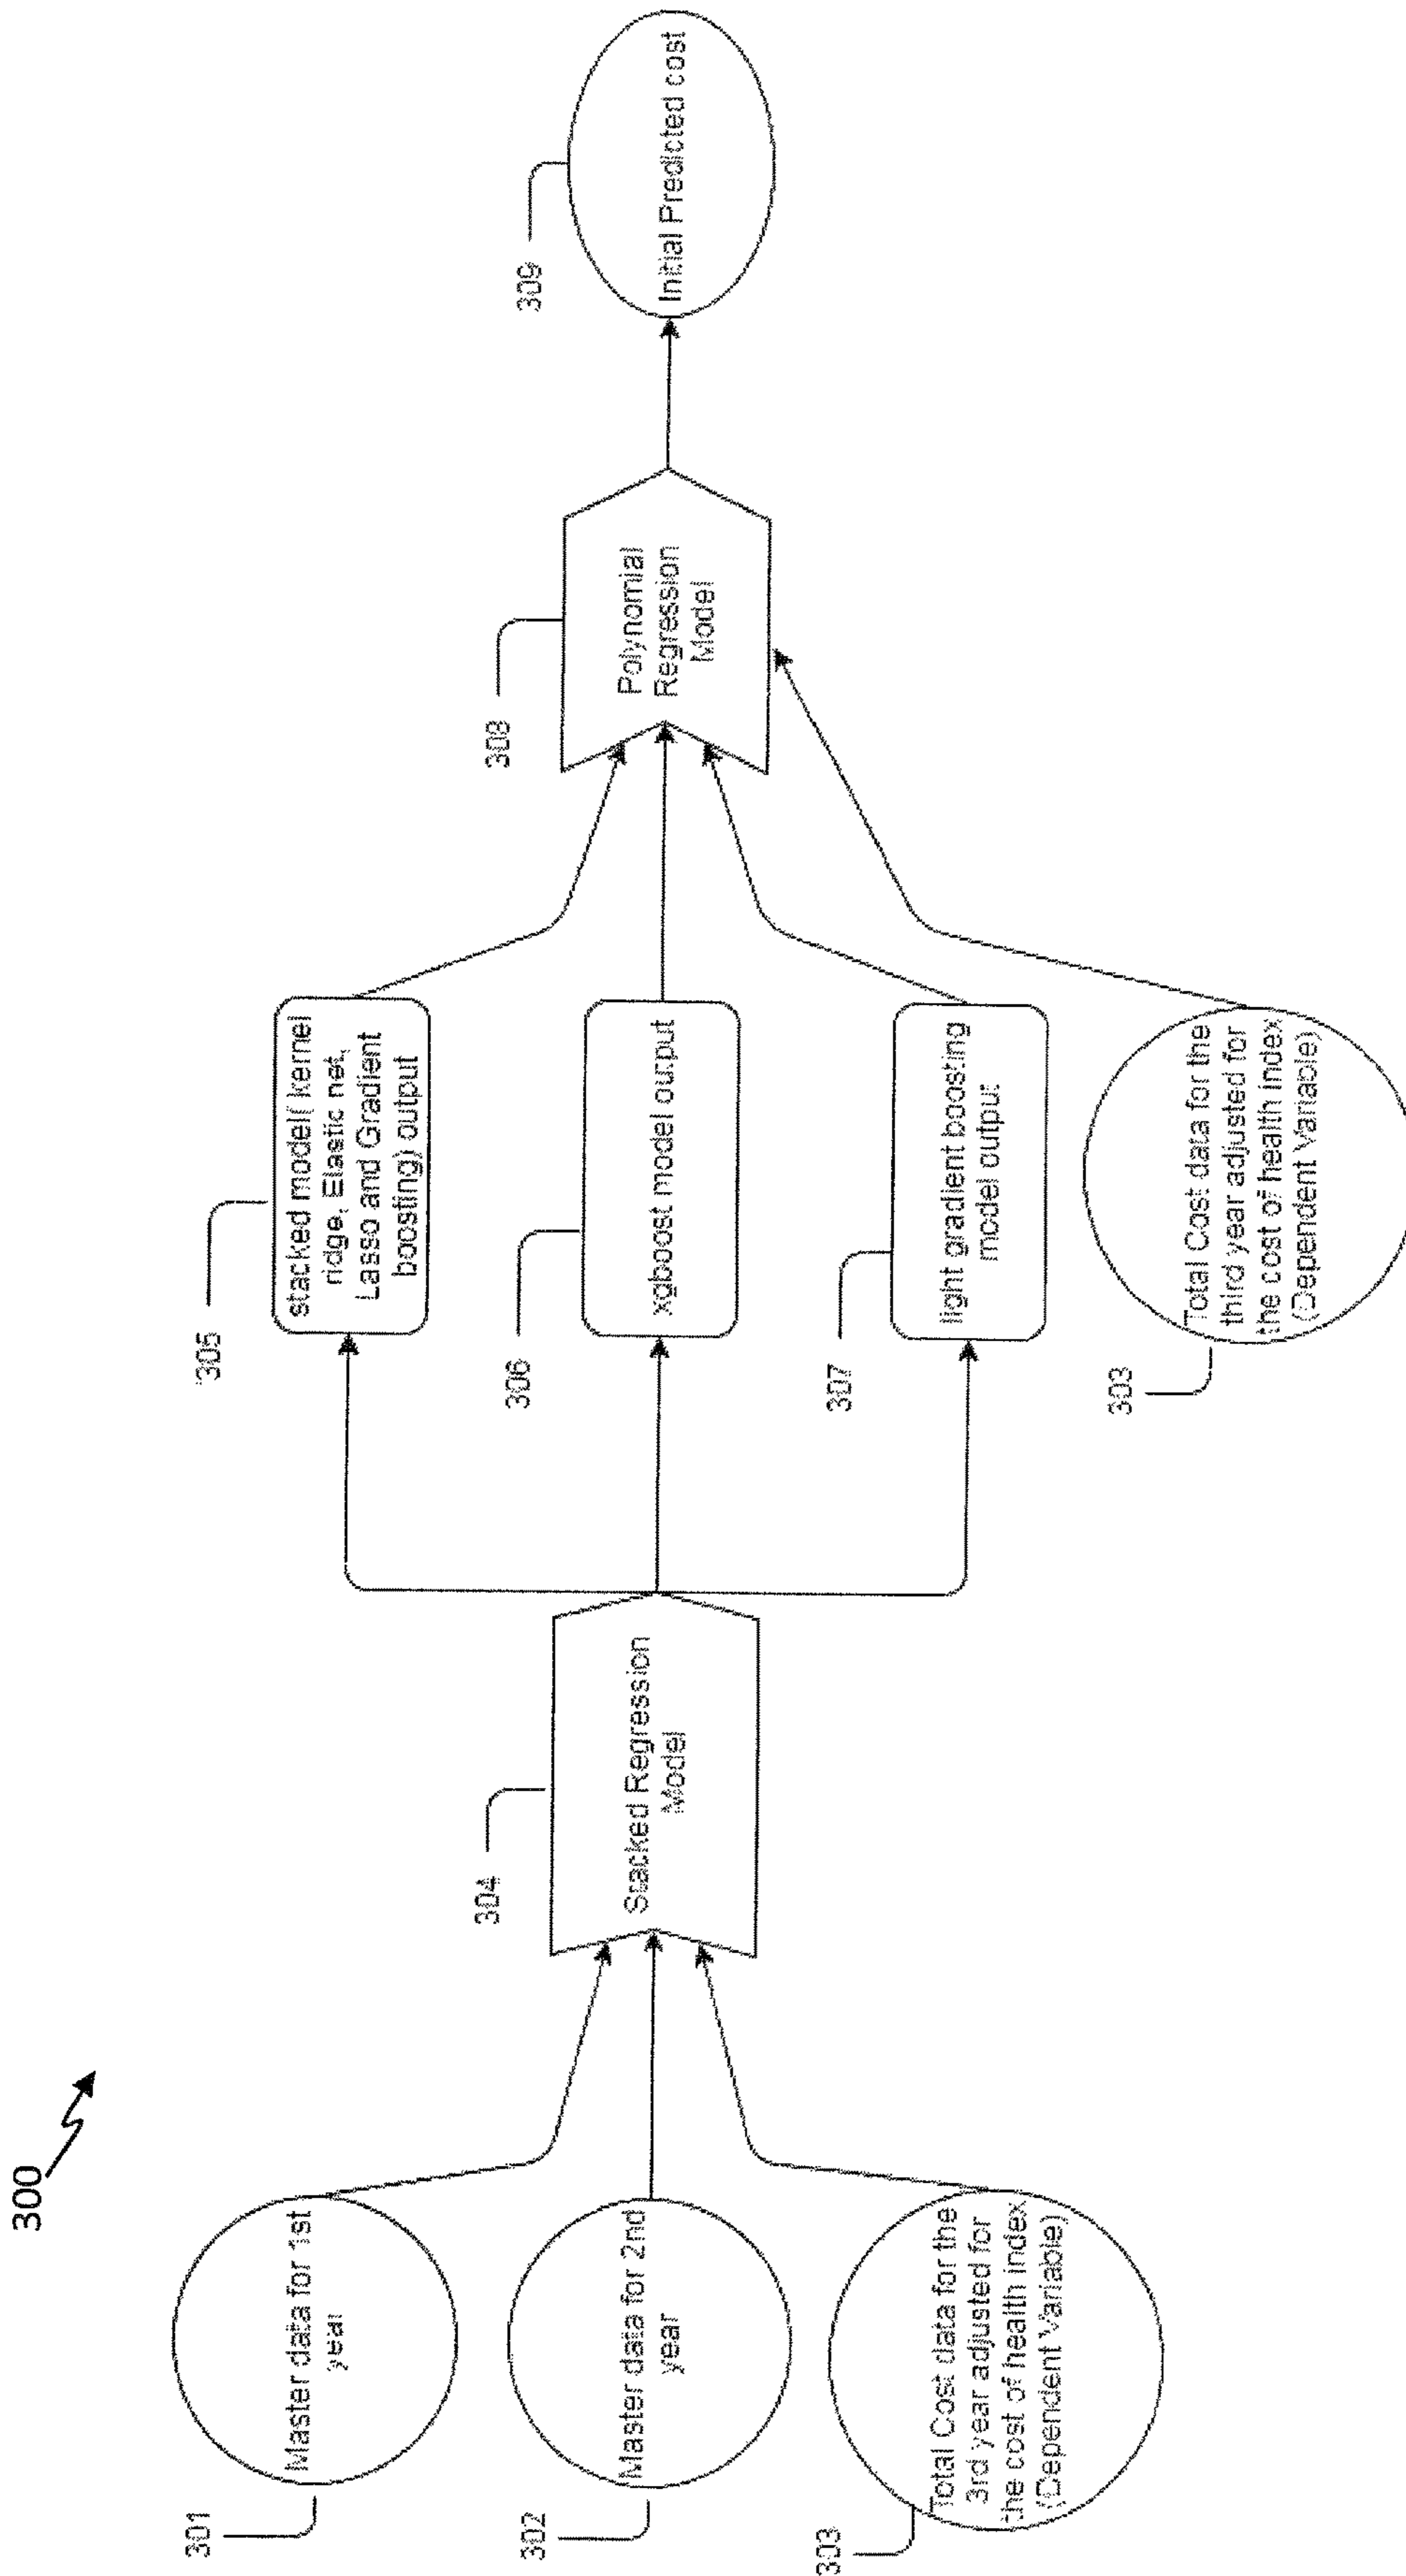 300
301
Master data for 1st
year
302
Master data for 2nd
year
303
Total Cost data for the
3rd year adjusted for
the cost of health index
(Dependent Variable)
304
Stacked Regression
Model
305
stacked model( kernel
ridge, Elastic net,
Lasso and Gradient
boosting) output
306
xgboost model output
307
light gradient boosting
model output
303
Total Cost data for the
third year adjusted for
the cost of health index
(Dependent Variable)
308
Polynomial
Regression
Model
309
Initial Predicted cost